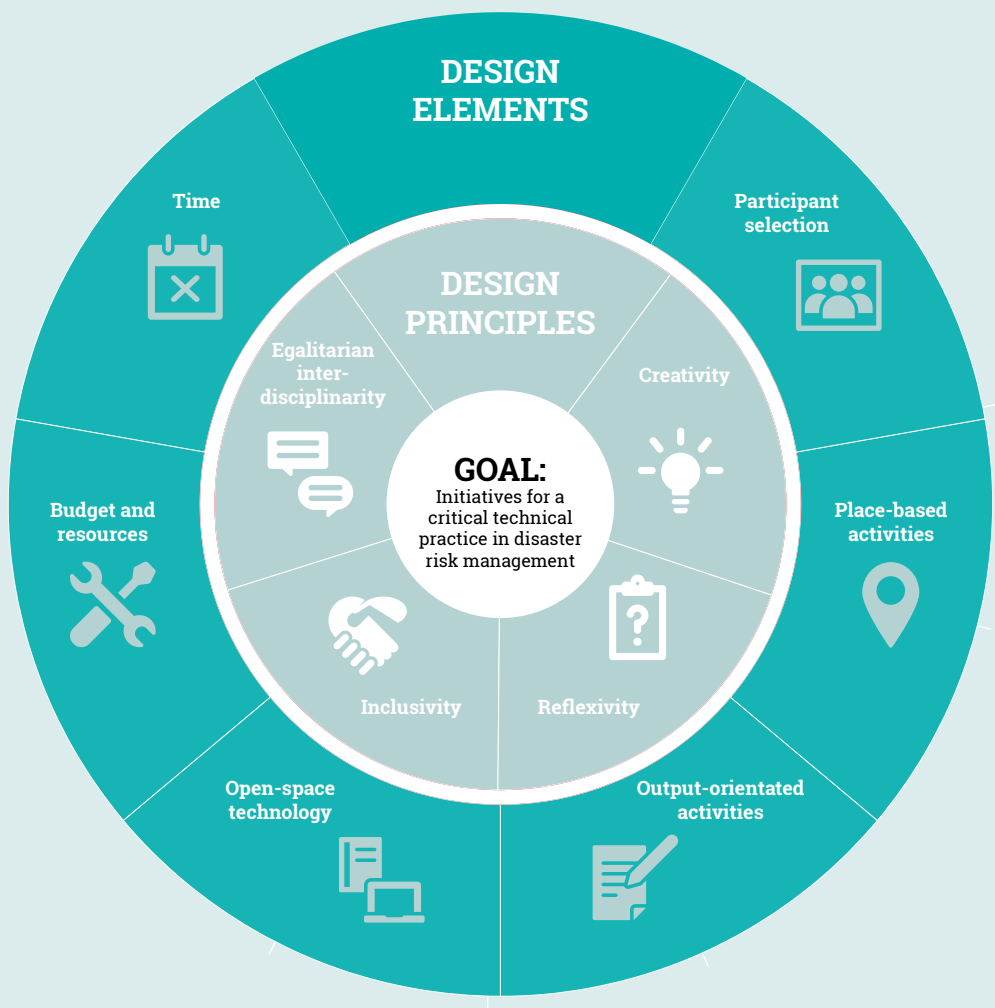 DESIGN
ELEMENTS
Participant
selection
Place-based
activities
Output-orientated
activities
Open-space
technology
Budget and
resources
Time
DESIGN
PRINCIPLES
Creativity
Reflexivity
Inclusivity
Egalitarian
inter-
disciplinarity
GOAL:
Initiatives for a
critical technical
practice in disaster
risk management
?